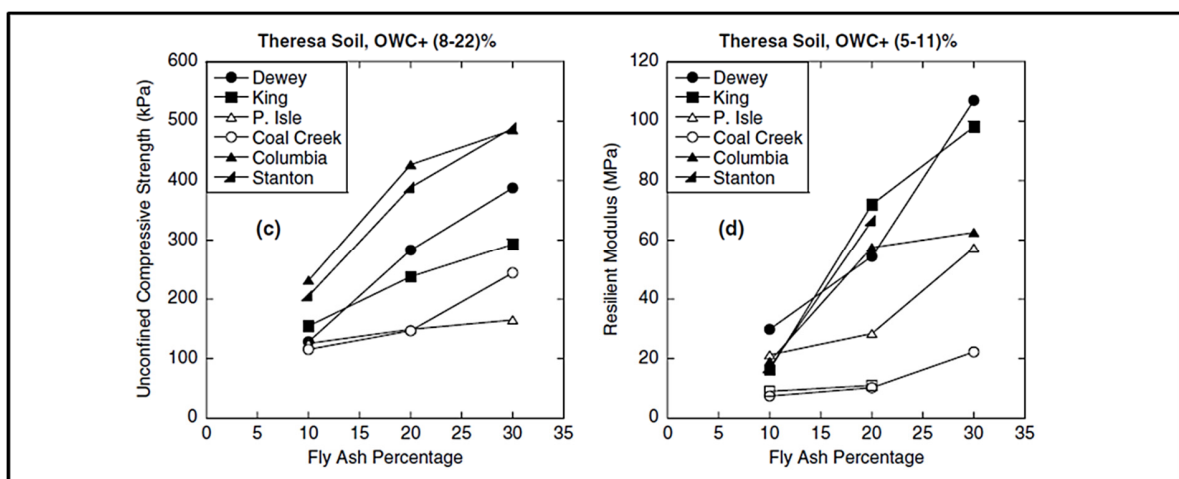 Theresa Soil, OWC+ (8-22)%
600
500
400
300
200
100
0
Unconfined Compressive Strength (kPa)
Dewey
King
P. Isle
Coal Creek
Columbia
Stanton
(c)
0 5 10 15 20 25 30 35
Fly Ash Percentage
Theresa Soil, OWC+ (5-11)%
120
100
80
60
40
20
0
Resilient Modulus (MPa)
Dewey
King
P. Isle
Coal Creek
Columbia
Stanton
(d)
0 5 10 15 20 25 30 35
Fly Ash Percentage